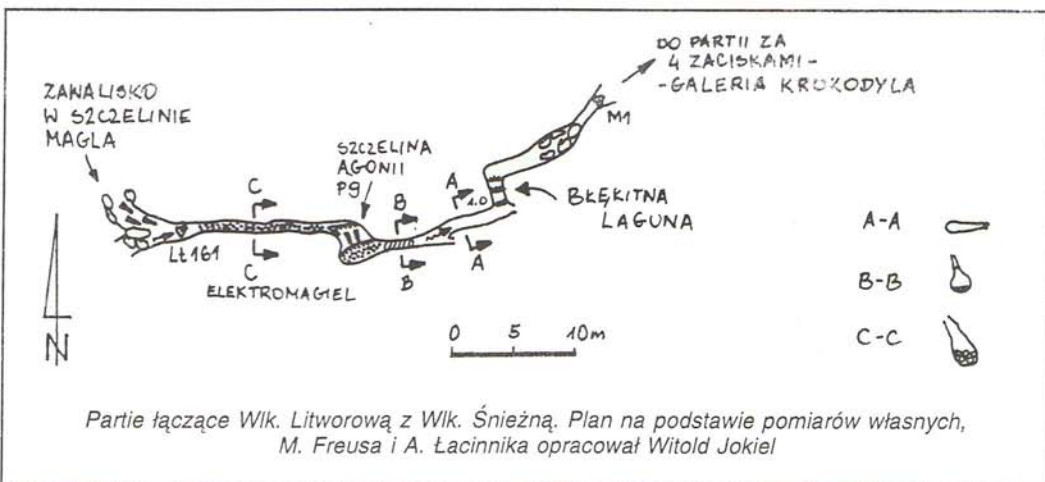 ZAWALISKO
W SZCZELINIE
MAGLA
Lt 161
C
C
ELEKTROMAGIEL
SZCZELINA
AGONII
P9
B
B
A
1.0
A
BŁĘKITNA
LAGUNA
M1
DO PARTII ZA
4 ZACISKAMI -
-GALERIA KROKODYLA
A-A
B-B
C-C
N
0 5 10m
Partie łączące Wlk. Litworową z Wlk. Śnieżną. Plan na podstawie pomiarów własnych,
M. Freusa i A. Łacinnika opracował Witold Jokiel